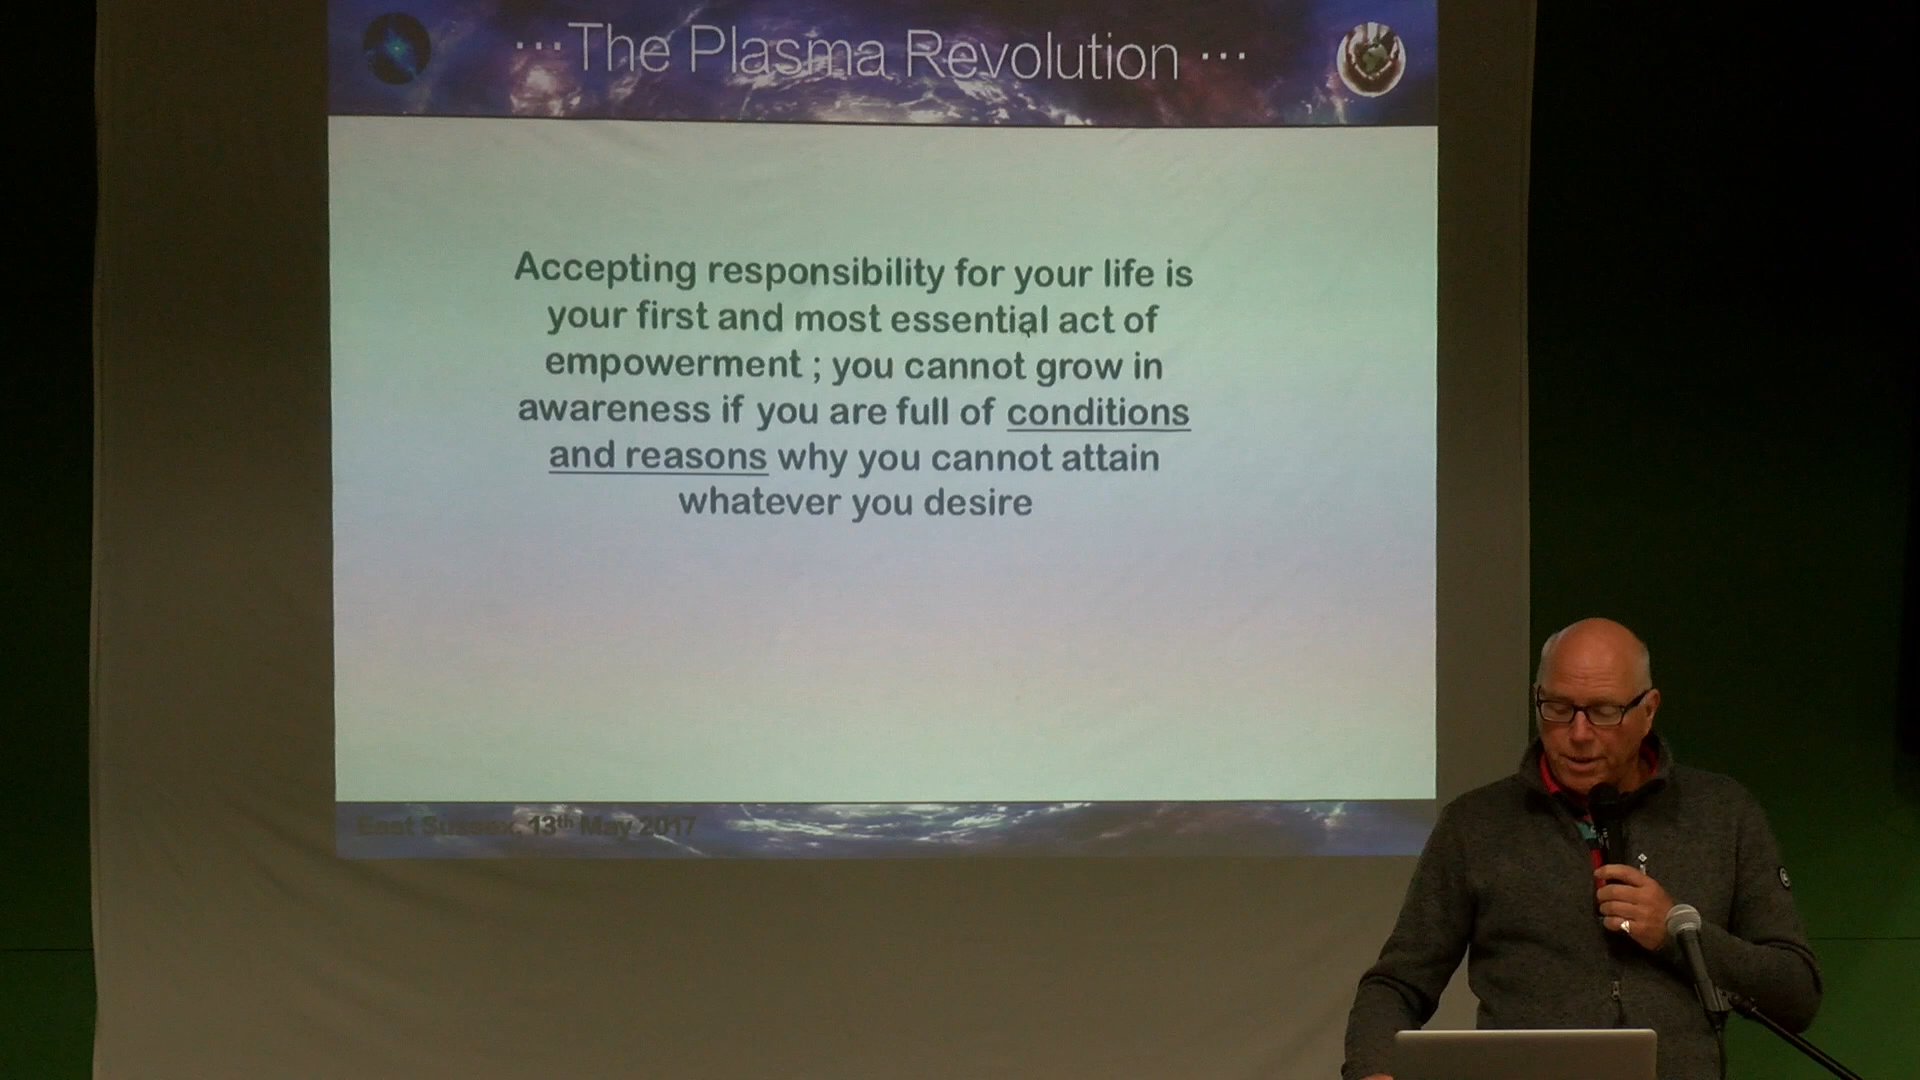 ...The Plasma Revolution ...
Accepting responsibility for your life is
your first and most essential act of
empowerment ; you cannot grow in
awareness if you are full of conditions
and reasons why you cannot attain
whatever you desire
East Sussex, 13th May 2017